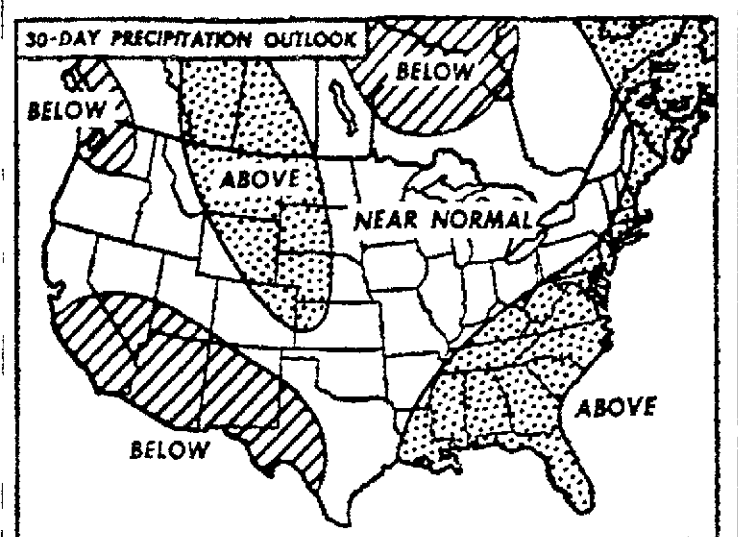 30-DAY PRECIPITATION OUTLOOK
BELOW
BELOW
ABOVE
NEAR NORMAL
ABOVE
BELOW